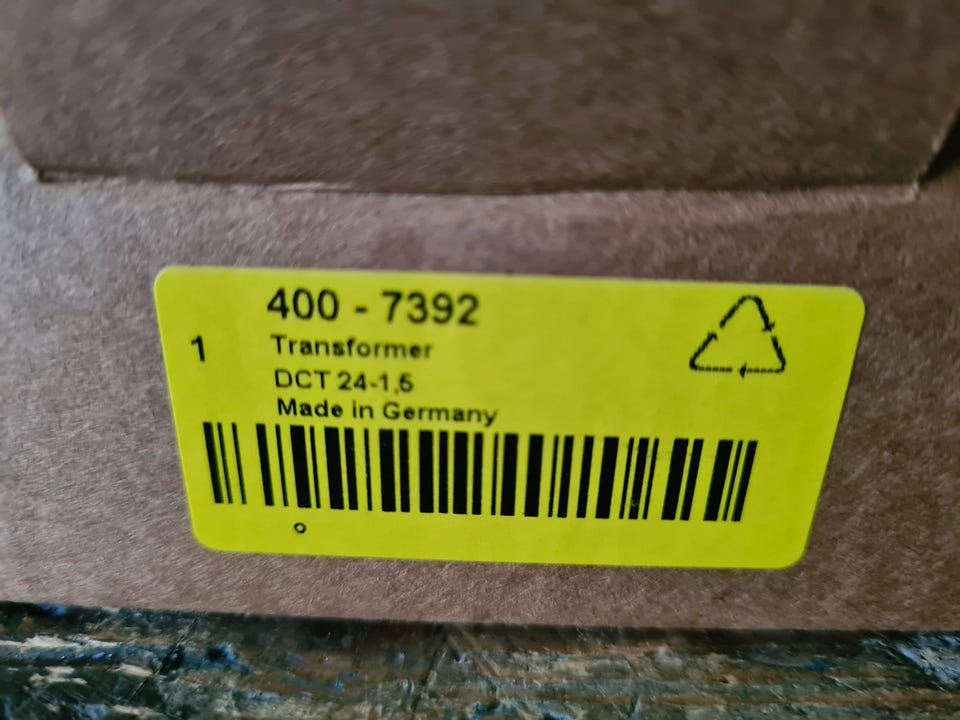 400 - 7392
1
Transformer
DCT 24-1,5
Made in Germany